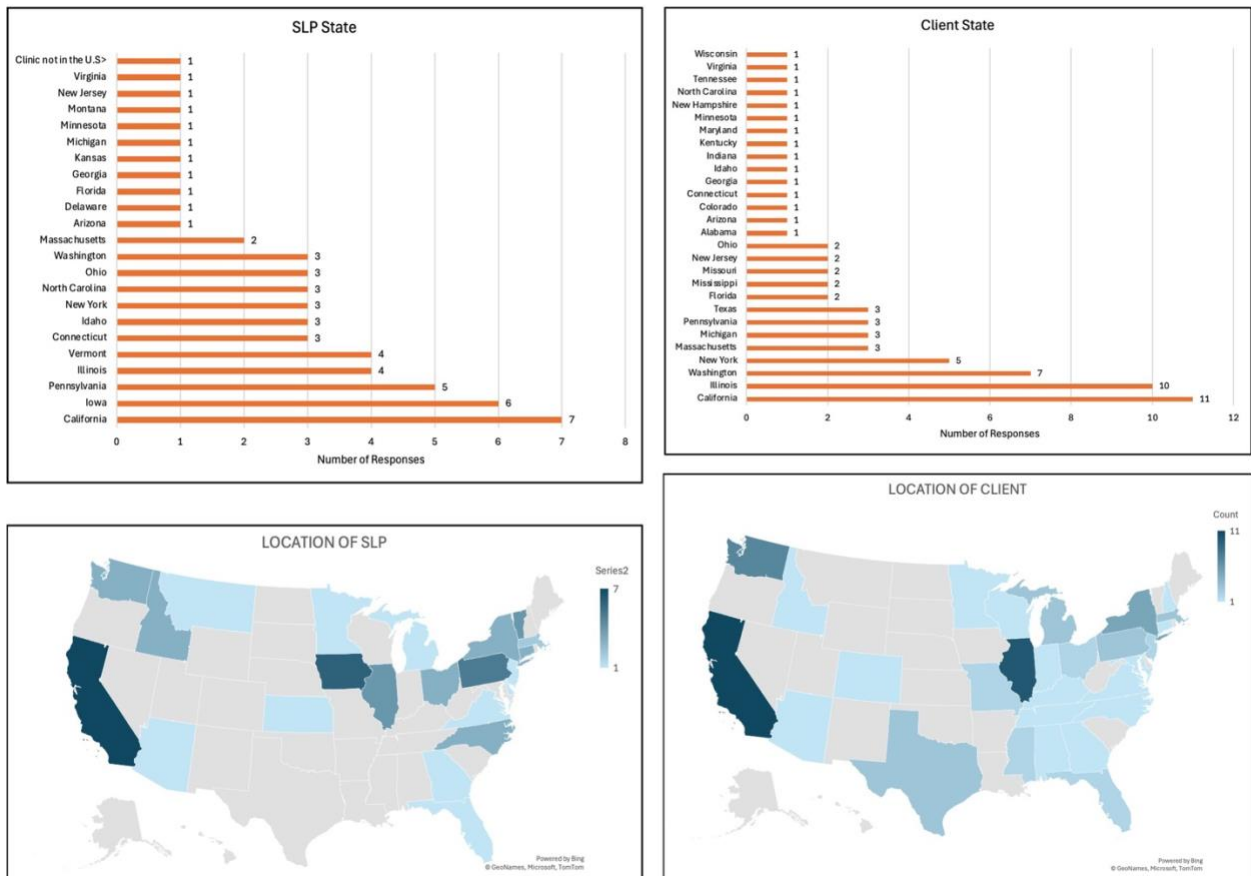 SLP State
Clinic not in the U.S> 1
Virginia 1
New Jersey 1
Montana 1
Minnesota 1
Michigan 1
Kansas 1
Georgia 1
Florida 1
Delaware 1
Arizona 1
Massachusetts 2
Washington 3
Ohio 3
North Carolina 3
New York 3
Idaho 3
Connecticut 3
Vermont 4
Illinois 4
Pennsylvania 5
Iowa 6
California 7
0 1 2 3 4 5 6 7 8
Number of Responses
Client State
Wisconsin 1
Virginia 1
Tennessee 1
North Carolina 1
New Hampshire 1
Minnesota 1
Maryland 1
Kentucky 1
Indiana 1
Idaho 1
Georgia 1
Connecticut 1
Colorado 1
Arizona 1
Alabama 1
Ohio 2
New Jersey 2
Missouri 2
Mississippi 2
Florida 2
Texas 3
Pennsylvania 3
Michigan 3
Massachusetts 3
New York 5
Washington 7
Illinois 10
California 11
0 2 4 6 8 10 12
Number of Responses
LOCATION OF SLP
Series2
7
1
Powered by Bing
© GeoNames, Microsoft, TomTom
LOCATION OF CLIENT
Count
11
1
Powered by Bing
© GeoNames, Microsoft, TomTom